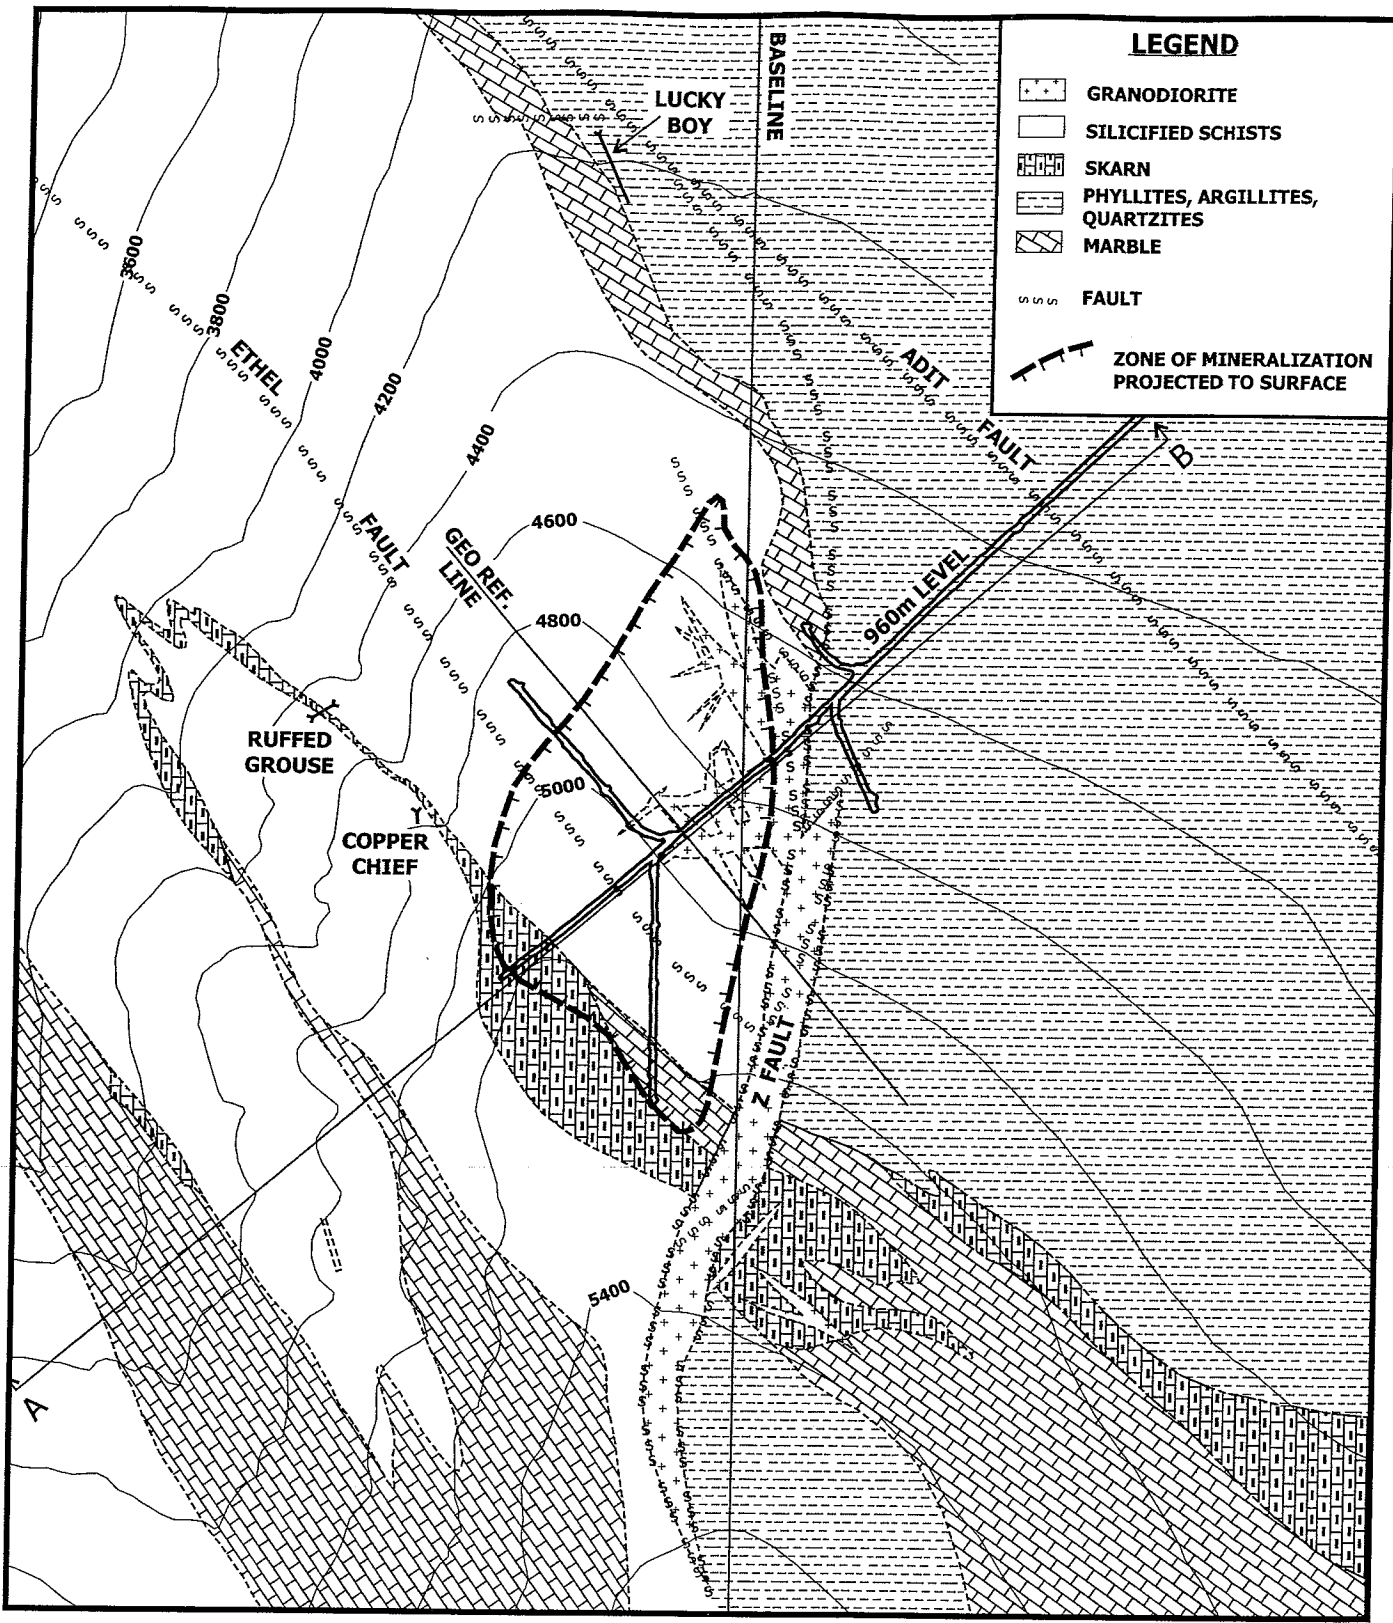 LEGEND
GRANODIORITE
SILICIFIED SCHISTS
SKARN
PHYLLITES, ARGILLITES,
QUARTZITES
MARBLE
sss FAULT
ZONE OF MINERALIZATION
PROJECTED TO SURFACE
BASELINE
LUCKY
BOY
3600
3800
4000
4200
4400
4600
4800
5000
5400
ETHEL
FAULT
ADIT
FAULT
B
GEO REF.
LINE
960m LEVEL
RUFFED
GROUSE
COPPER
CHIEF
Z FAULT
A